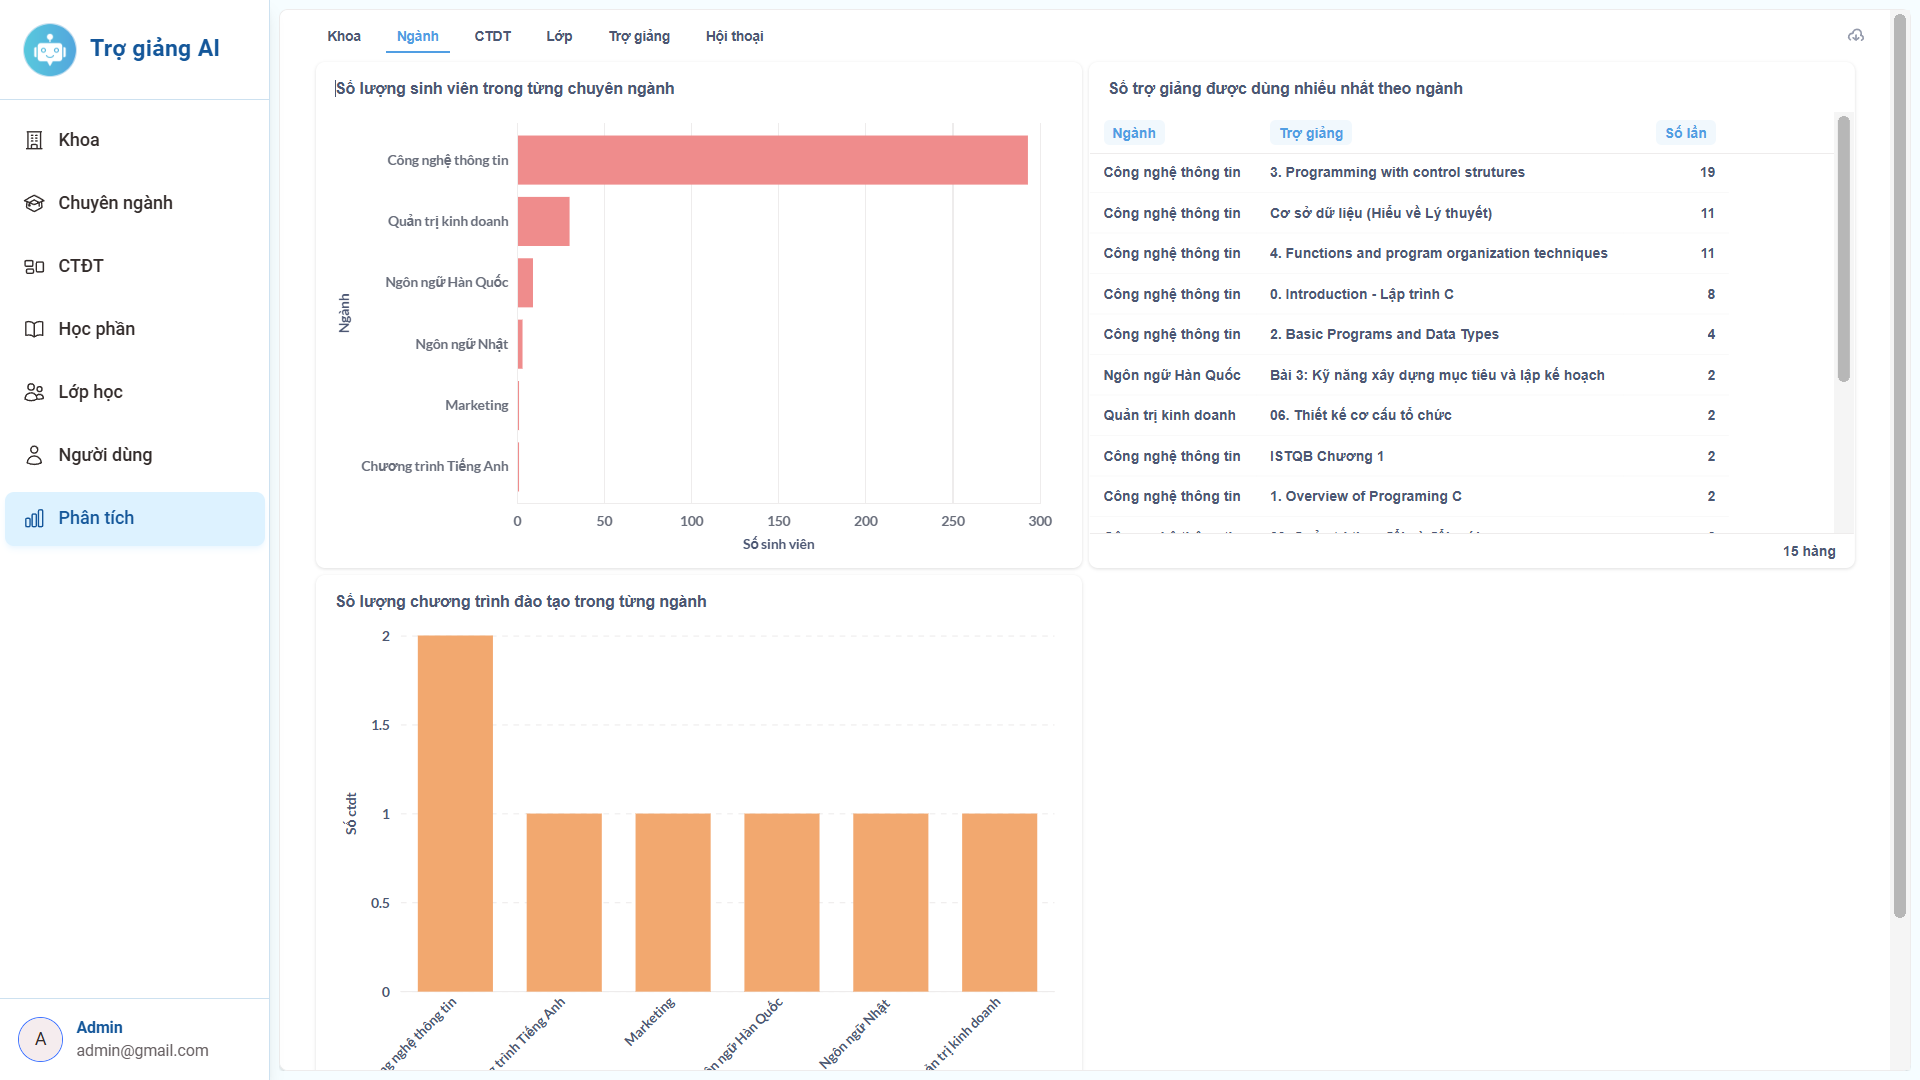 Trợ giảng AI
Khoa
Chuyên ngành
CTĐT
Học phần
Lớp học
Người dùng
Phân tích
A
Admin
admin@gmail.com
Khoa Ngành CTDT Lớp Trợ giảng Hội thoại
Số lượng sinh viên trong từng chuyên ngành
Ngành
Công nghệ thông tin
Quản trị kinh doanh
Ngôn ngữ Hàn Quốc
Ngôn ngữ Nhật
Marketing
Chương trình Tiếng Anh
0 50 100 150 200 250 300
Số sinh viên
Số trợ giảng được dùng nhiều nhất theo ngành
Ngành Trợ giảng Số lần
Công nghệ thông tin 3. Programming with control strutures 19
Công nghệ thông tin Cơ sở dữ liệu (Hiểu về Lý thuyết) 11
Công nghệ thông tin 4. Functions and program organization techniques 11
Công nghệ thông tin 0. Introduction - Lập trình C 8
Công nghệ thông tin 2. Basic Programs and Data Types 4
Ngôn ngữ Hàn Quốc Bài 3: Kỹ năng xây dựng mục tiêu và lập kế hoạch 2
Quản trị kinh doanh 06. Thiết kế cơ cấu tổ chức 2
Công nghệ thông tin ISTQB Chương 1 2
Công nghệ thông tin 1. Overview of Programing C 2
15 hàng
Số lượng chương trình đào tạo trong từng ngành
Số ctdt
2
1.5
1
0.5
0
nghệ thông tin
trình Tiếng Anh
Marketing
ngữ Hàn Quốc
Ngôn ngữ Nhật
trị kinh doanh